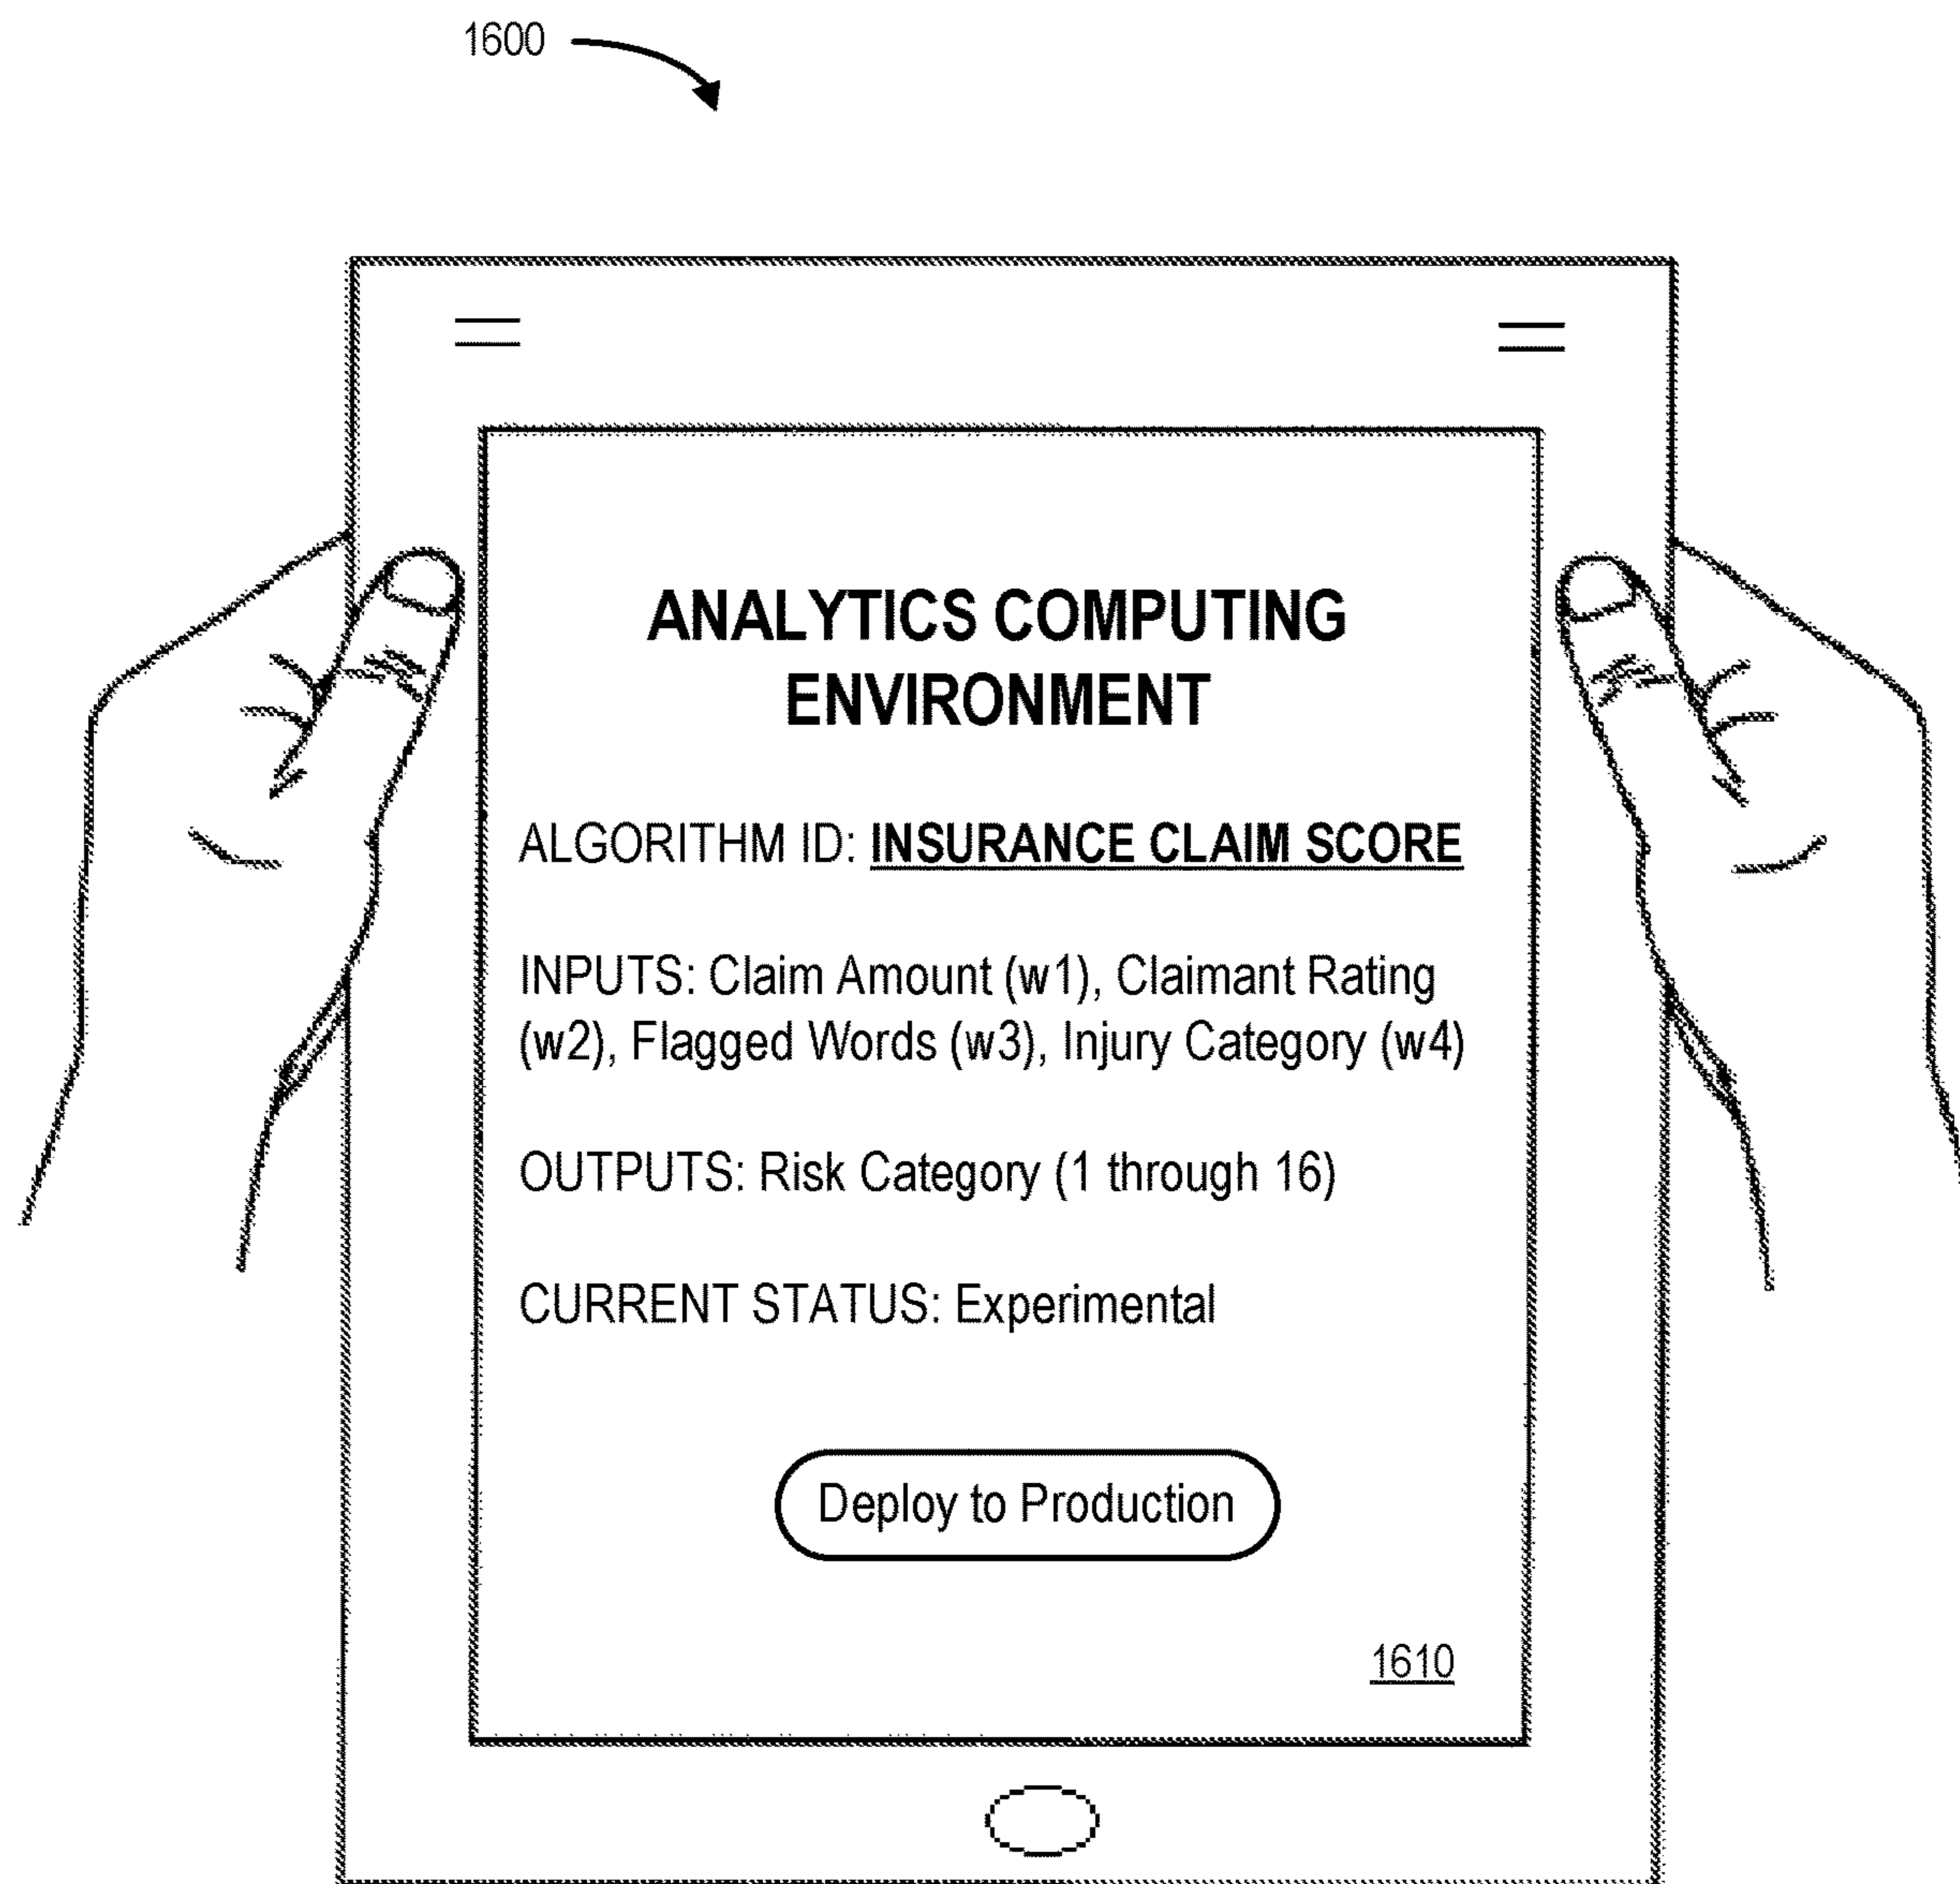 1600
ANALYTICS COMPUTING
ENVIRONMENT
ALGORITHM ID: INSURANCE CLAIM SCORE
INPUTS: Claim Amount (w1), Claimant Rating
(w2), Flagged Words (w3), Injury Category (w4)
OUTPUTS: Risk Category (1 through 16)
CURRENT STATUS: Experimental
Deploy to Production
1610